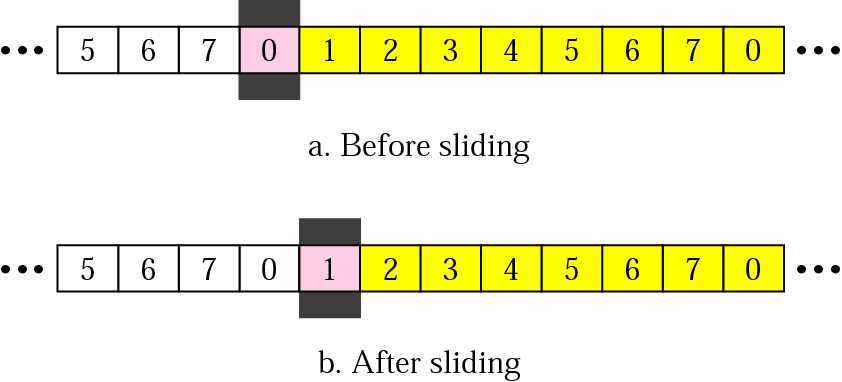 ••• 5 6 7 0 1 2 3 4 5 6 7 0 •••
a. Before sliding
••• 5 6 7 0 1 2 3 4 5 6 7 0 •••
b. After sliding